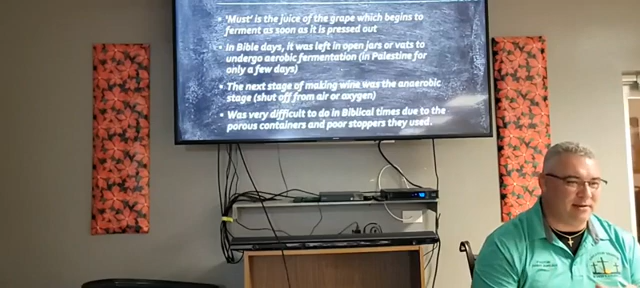 • 'Must' is the juice of the grape which begins to
ferment as soon as it is pressed out
• In Bible days, it was left in open jars or vats to
undergo aerobic fermentation (in Palestine for
only a few days)
• The next stage of making wine was the anaerobic
stage (shut off from air or oxygen)
• Was very difficult to do in Biblical times due to the
porous containers and poor stoppers they used.